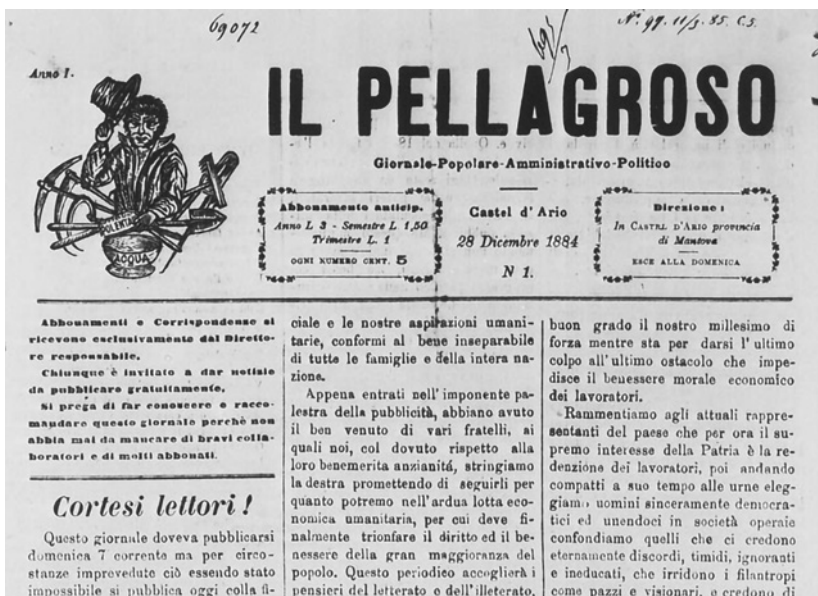 69072
N. 99. 11/3. 85. C.S.
Anno I.
IL PELLAGROSO
Giornale-Popolare-Amministrativo-Politico
POLENTA
ACQUA
Abbonamento anticip.
Anno L 3 - Semestre L 1,50
Trimestre L. 1
OGNI NUMERO CENT. 5
Castel d' Ario
28 Dicembre 1884
N 1.
Direzione :
In CASTEL D'ARIO provincia
di Mantova
ESCE ALLA DOMENICA
Abbonamenti e Corrispondenze si
ricevono esclusivamente dal Diretto-
re responsabile.
Chiunque è invitato a dar notizie
da pubblicare gratuitamente.
Si prega di far conoscere e racco-
mandare questo giornale perchè non
abbia mai da mancare di bravi colla-
boratori e di molti abbonati.
Cortesi lettori !
Questo giornale doveva pubblicarsi
domenica 7 corrente ma per circo-
stanze imprevedute ciò essendo stato
impossibile si pubblica oggi colla fi-
ciale e le nostre aspirazioni umani-
tarie, conformi al bene inseparabile
di tutte le famiglie e della intera na-
zione.
Appena entrati nell' imponente pa-
lestra della pubblicità, abbiano avuto
il ben venuto di vari fratelli, ai
quali noi, col dovuto rispetto alla
loro benemerita anzianitá, stringiamo
la destra promettendo di seguirli per
quanto potremo nell'ardua lotta eco-
nomica umanitaria, per cui deve fi-
nalmente trionfare il diritto ed il be-
nessere della gran maggioranza del
popolo. Questo periodico accoglierà i
pensieri del letterato e dell'illeterato,
buon grado il nostro millesimo di
forza mentre sta per darsi l' ultimo
colpo all' ultimo ostacolo che impe-
disce il benessere morale economico
dei lavoratori.
Rammentiamo agli attuali rappre-
sentanti del paese che per ora il su-
premo interesse della Patria è la re-
denzione dei lavoratori, poi andando
compatti a suo tempo alle urne eleg-
giamo uomini sinceramente democra-
tici ed unendoci in società operaie
confondiamo quelli che ci credono
eternamente discordi, timidi, ignoranti
e ineducati, che irridono i filantropi
come pazzi e visionari, e credono di